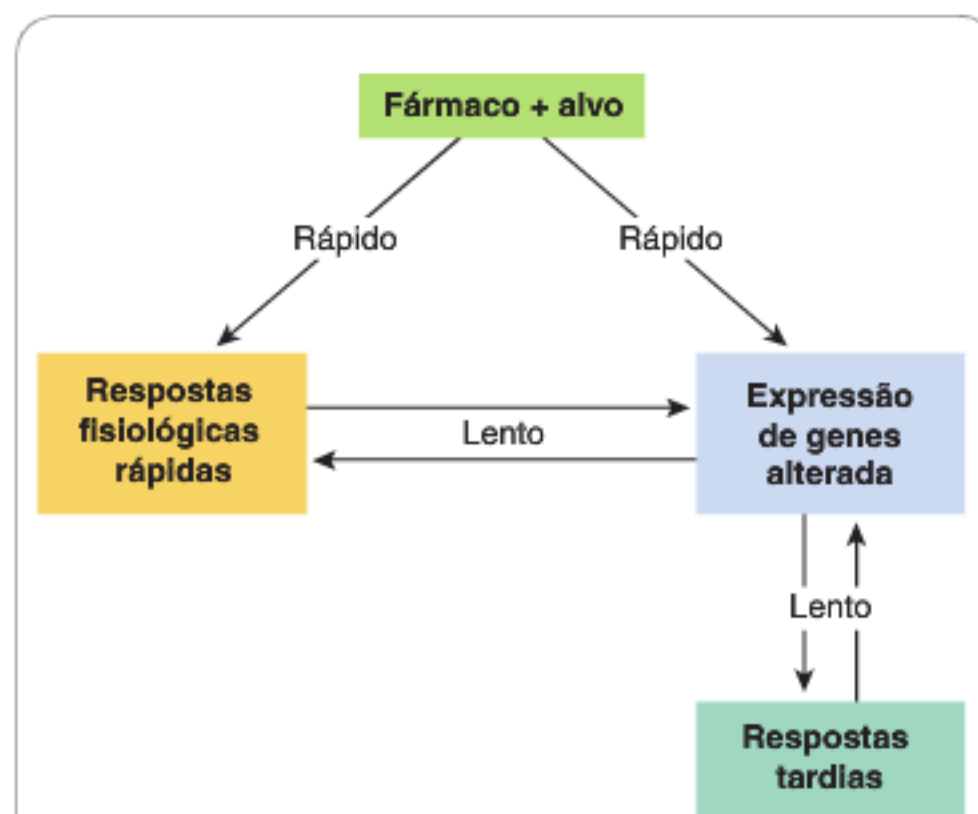 Fármaco + alvo
Rápido
Rápido
Respostas
fisiológicas
rápidas
Lento
Expressão
de genes
alterada
Lento
Respostas
tardias